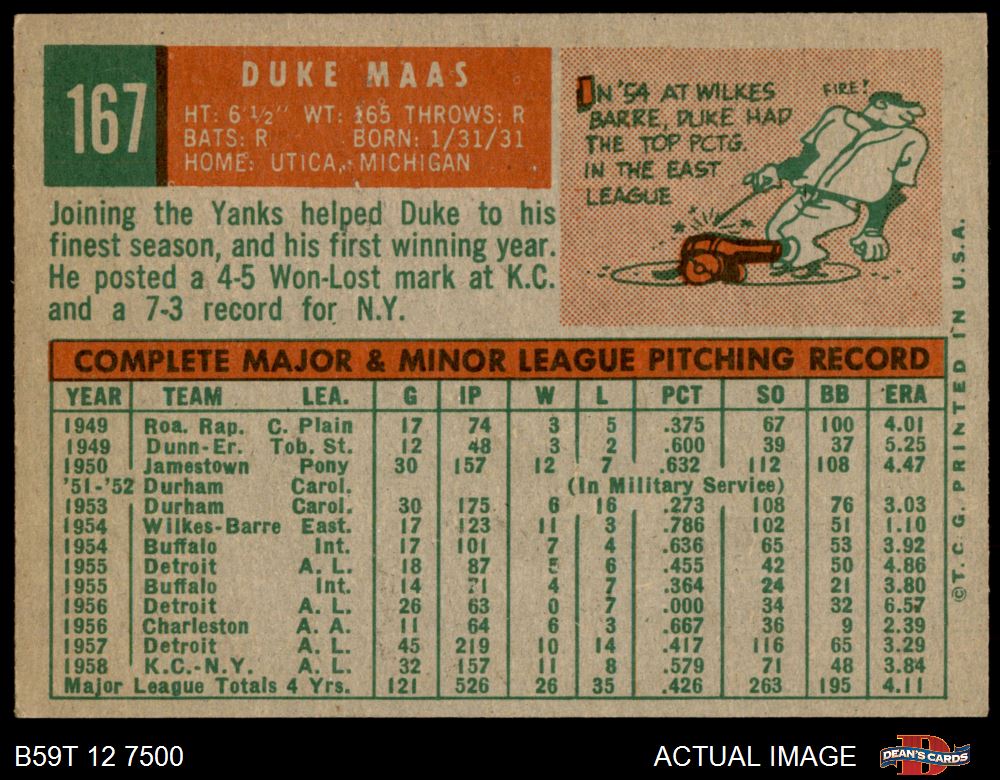 167
DUKE MAAS
HT: 6'½" WT: 165 THROWS: R
BATS: R BORN: 1/31/31
HOME: UTICA, MICHIGAN
IN '54 AT WILKES
BARRE, DUKE HAD
THE TOP PCTG.
IN THE EAST
LEAGUE
FIRE!
Joining the Yanks helped Duke to his
finest season, and his first winning year.
He posted a 4-5 Won-Lost mark at K.C.
and a 7-3 record for N.Y.
COMPLETE MAJOR & MINOR LEAGUE PITCHING RECORD
YEAR TEAM LEA. G IP W L PCT SO BB ERA
1949 Roa. Rap. C. Plain 17 74 3 5 .375 67 100 4.01
1949 Dunn-Er. Tob. St. 12 48 3 2 .600 39 37 5.25
1950 Jamestown Pony 30 157 12 7 .632 112 108 4.47
'51-'52 Durham Carol. (In Military Service)
1953 Durham Carol. 30 175 6 16 .273 108 76 3.03
1954 Wilkes-Barre East. 17 123 11 3 .786 102 51 1.10
1954 Buffalo Int. 17 101 7 4 .636 65 53 3.92
1955 Detroit A. L. 18 87 5 6 .455 42 50 4.86
1955 Buffalo Int. 14 71 4 7 .364 24 21 3.80
1956 Detroit A. L. 26 63 0 7 .000 34 32 6.57
1956 Charleston A. A. 11 64 6 3 .667 36 9 2.39
1957 Detroit A. L. 45 219 10 14 .417 116 65 3.29
1958 K.C.-N.Y. A. L. 32 157 11 8 .579 71 48 3.84
Major League Totals 4 Yrs. 121 526 26 35 .426 263 195 4.11
©T. C. G. PRINTED IN U.S.A.
B59T 12 7500
ACTUAL IMAGE
DEAN'S CARDS